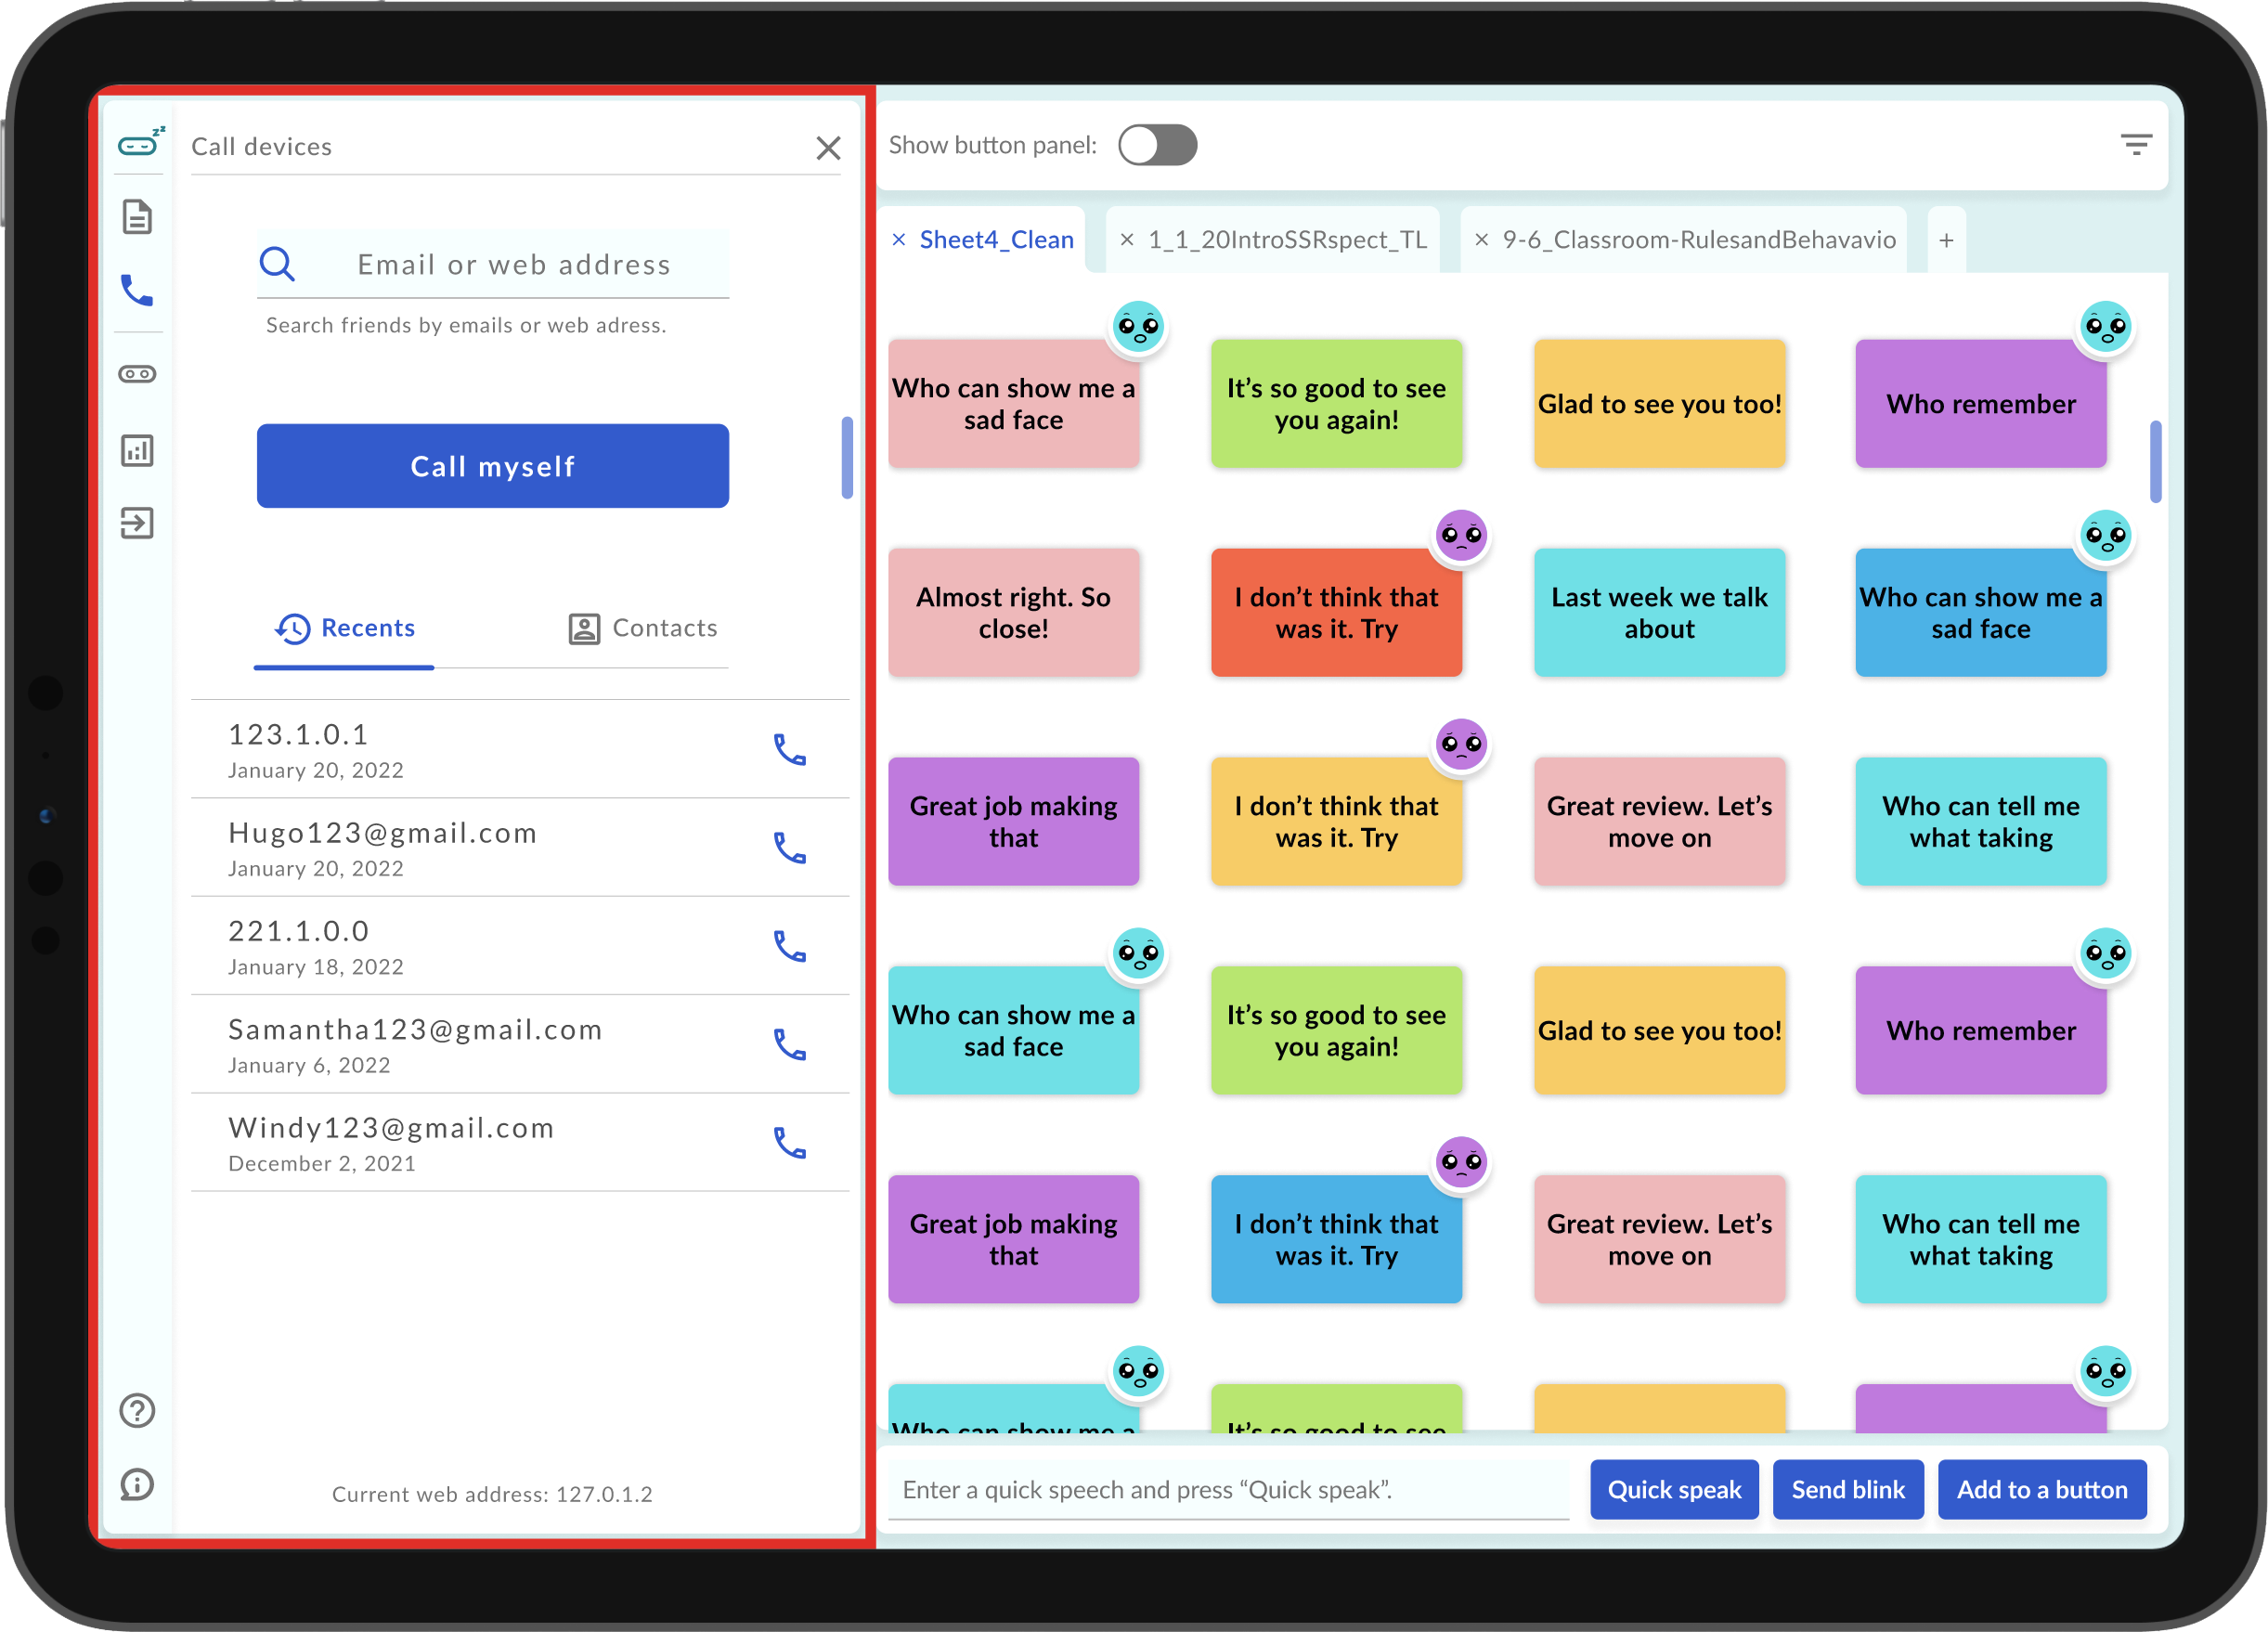 Call devices
Email or web address
Search friends by emails or web adress.
Call myself
Recents
Contacts
123.1.0.1
January 20, 2022
Hugo123@gmail.com
January 20, 2022
221.1.0.0
January 18, 2022
Samantha123@gmail.com
January 6, 2022
Windy123@gmail.com
December 2, 2021
Current web address: 127.0.1.2
Show button panel:
× Sheet4_Clean
× 1_1_20IntroSSRspect_TL
× 9-6_Classroom-RulesandBehavavio
+
Who can show me a
sad face
It’s so good to see
you again!
Glad to see you too!
Who remember
Almost right. So
close!
I don’t think that
was it. Try
Last week we talk
about
Who can show me a
sad face
Great job making
that
I don’t think that
was it. Try
Great review. Let’s
move on
Who can tell me
what taking
Who can show me a
sad face
It’s so good to see
you again!
Glad to see you too!
Who remember
Great job making
that
I don’t think that
was it. Try
Great review. Let’s
move on
Who can tell me
what taking
Who can show me a
It’s so good to see
Enter a quick speech and press “Quick speak”.
Quick speak
Send blink
Add to a button